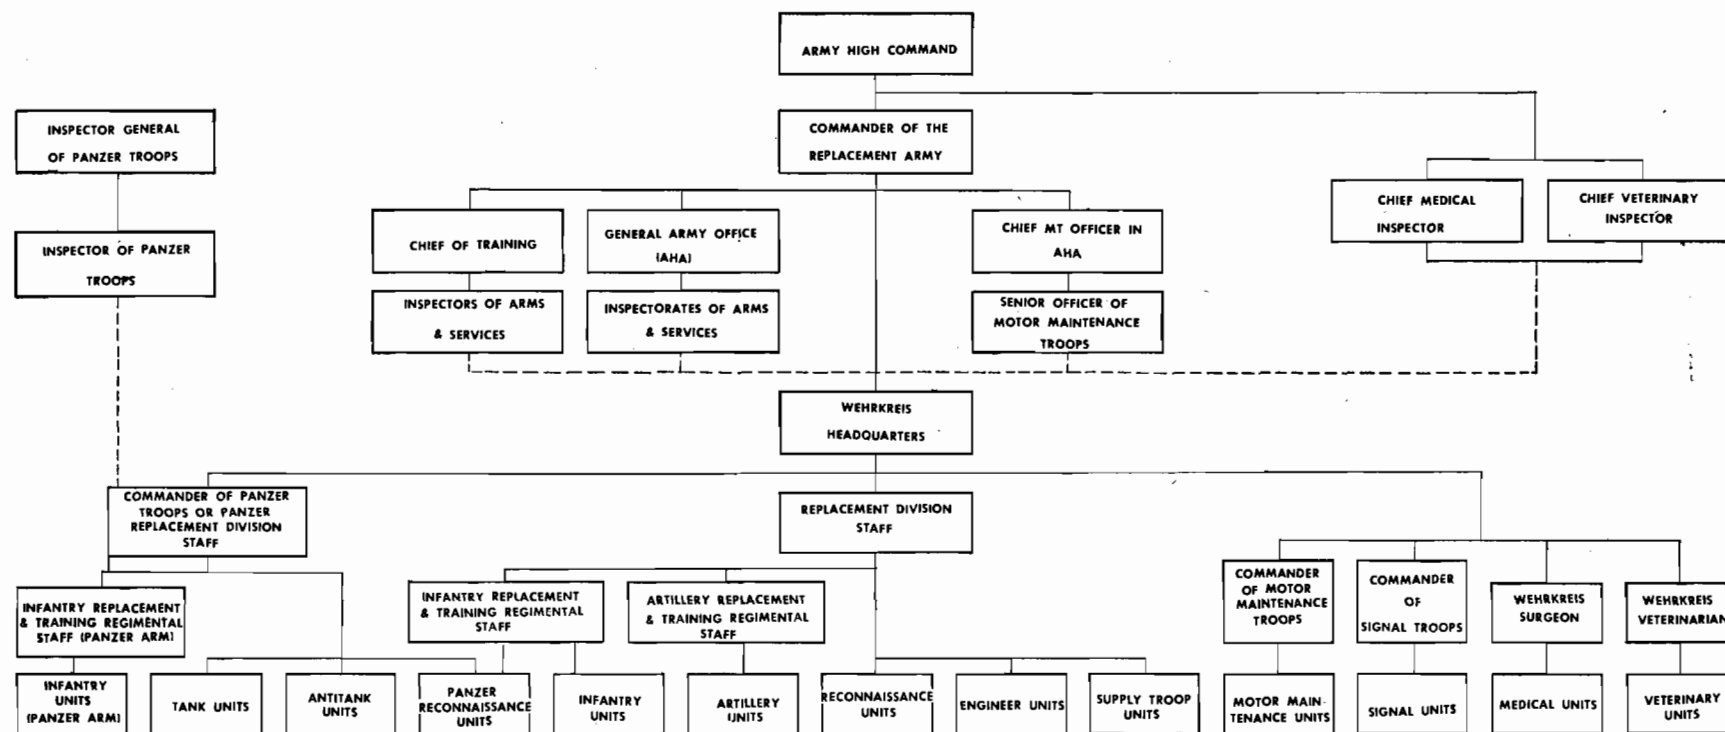 ARMY HIGH COMMAND
INSPECTOR GENERAL
OF PANZER TROOPS
COMMANDER OF THE
REPLACEMENT ARMY
CHIEF MEDICAL
INSPECTOR
CHIEF VETERINARY
INSPECTOR
INSPECTOR OF PANZER
TROOPS
CHIEF OF TRAINING
GENERAL ARMY OFFICE
(AHA)
CHIEF MT OFFICER IN
AHA
INSPECTORS OF ARMS
& SERVICES
INSPECTORATES OF ARMS
& SERVICES
SENIOR OFFICER OF
MOTOR MAINTENANCE
TROOPS
WEHRKREIS
HEADQUARTERS
COMMANDER OF PANZER
TROOPS OR PANZER
REPLACEMENT DIVISION
STAFF
REPLACEMENT DIVISION
STAFF
INFANTRY REPLACEMENT
& TRAINING REGIMENTAL
STAFF (PANZER ARM)
INFANTRY REPLACEMENT
& TRAINING REGIMENTAL
STAFF
ARTILLERY REPLACEMENT
& TRAINING REGIMENTAL
STAFF
COMMANDER
OF MOTOR
MAINTENANCE
TROOPS
COMMANDER
OF
SIGNAL TROOPS
WEHRKREIS
SURGEON
WEHRKREIS
VETERINARIAN
INFANTRY
UNITS
(PANZER ARM)
TANK UNITS
ANTITANK
UNITS
PANZER
RECONNAISSANCE
UNITS
INFANTRY
UNITS
ARTILLERY
UNITS
RECONNAISSANCE
UNITS
ENGINEER UNITS
SUPPLY TROOP
UNITS
MOTOR MAIN-
TENANCE UNITS
SIGNAL UNITS
MEDICAL UNITS
VETERINARY
UNITS